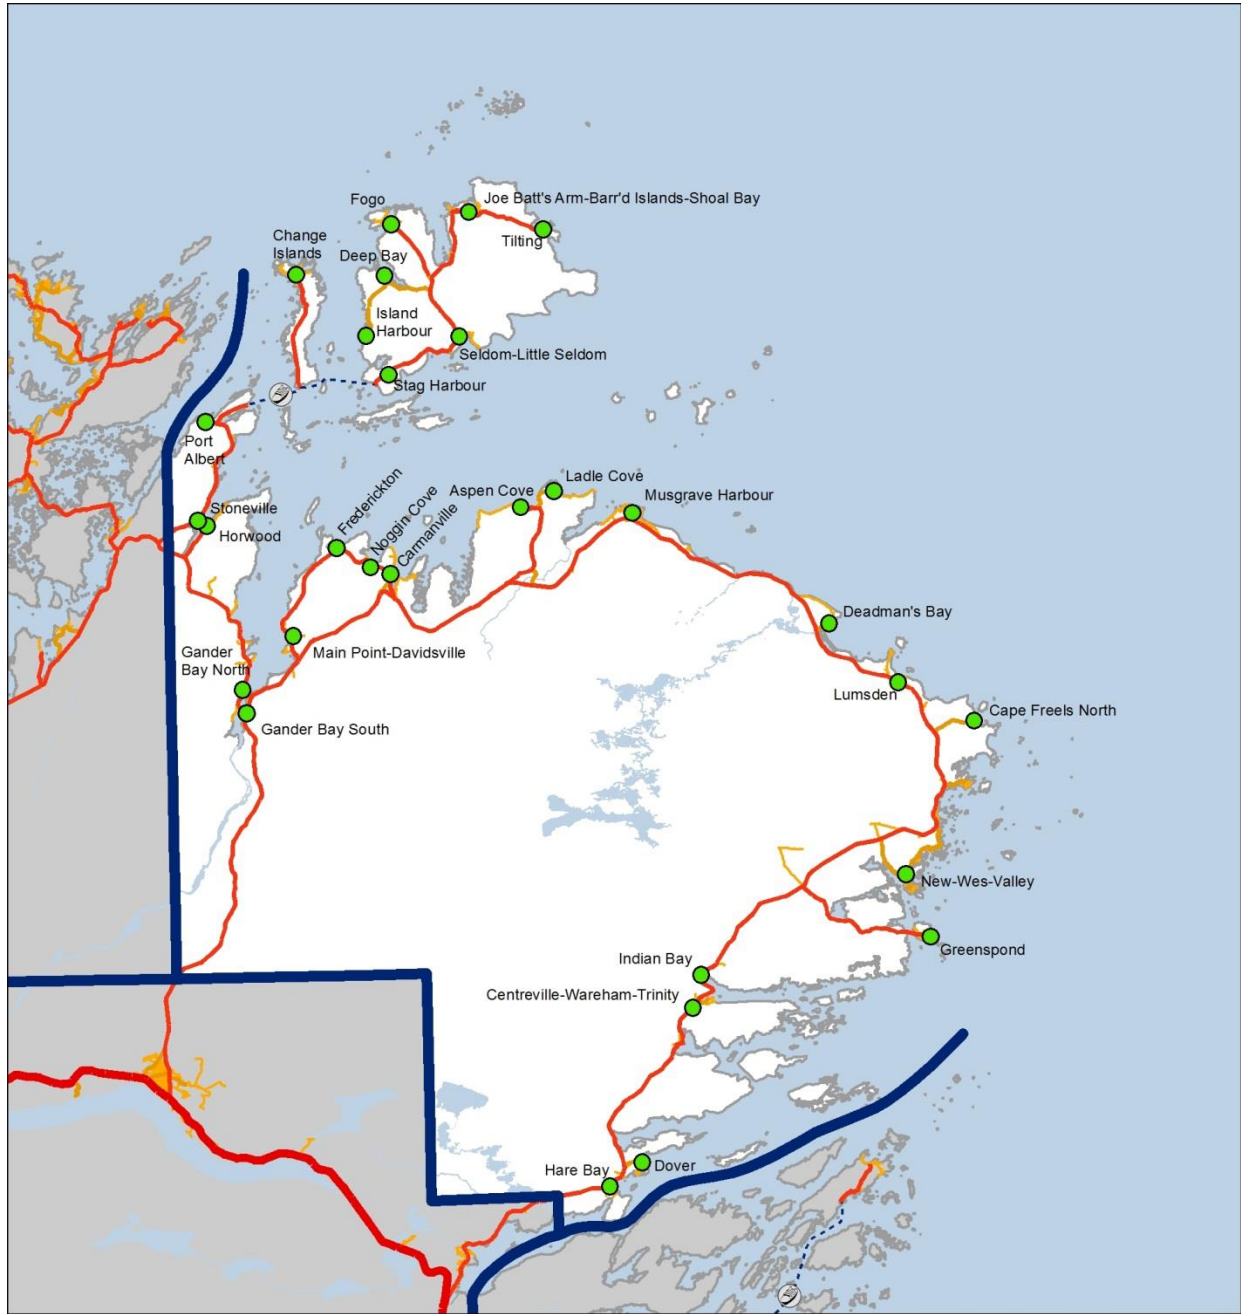 Joe Batt's Arm-Barr'd Islands-Shoal Bay
Fogo
Tilting
Change
Islands
Deep Bay
Island
Harbour
Seldom-Little Seldom
Stag Harbour
Port
Albert
Stoneville
Horwood
Frederickton
Noggin Cove
Carmanville
Aspen Cove
Ladle Cove
Musgrave Harbour
Deadman's Bay
Main Point-Davidsville
Gander
Bay North
Gander Bay South
Lumsden
Cape Freels North
New-Wes-Valley
Greenspond
Indian Bay
Centreville-Wareham-Trinity
Hare Bay
Dover